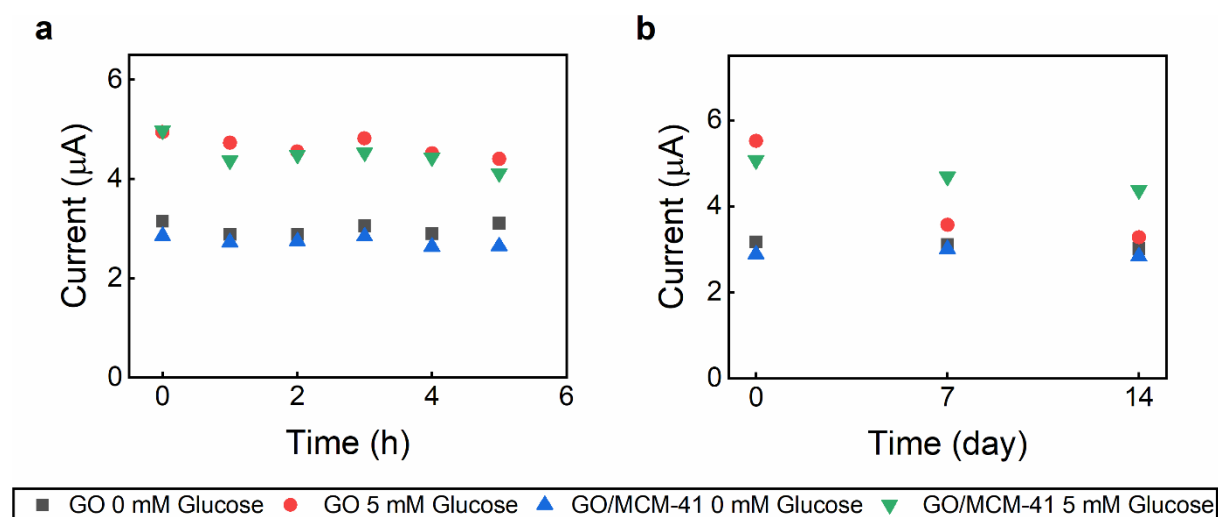 a
6
4
2
0
Current (μA)
0 2 4 6
Time (h)
b
6
4
2
0
Current (μA)
0 7 14
Time (day)
GO 0 mM Glucose GO 5 mM Glucose GO/MCM-41 0 mM Glucose GO/MCM-41 5 mM Glucose